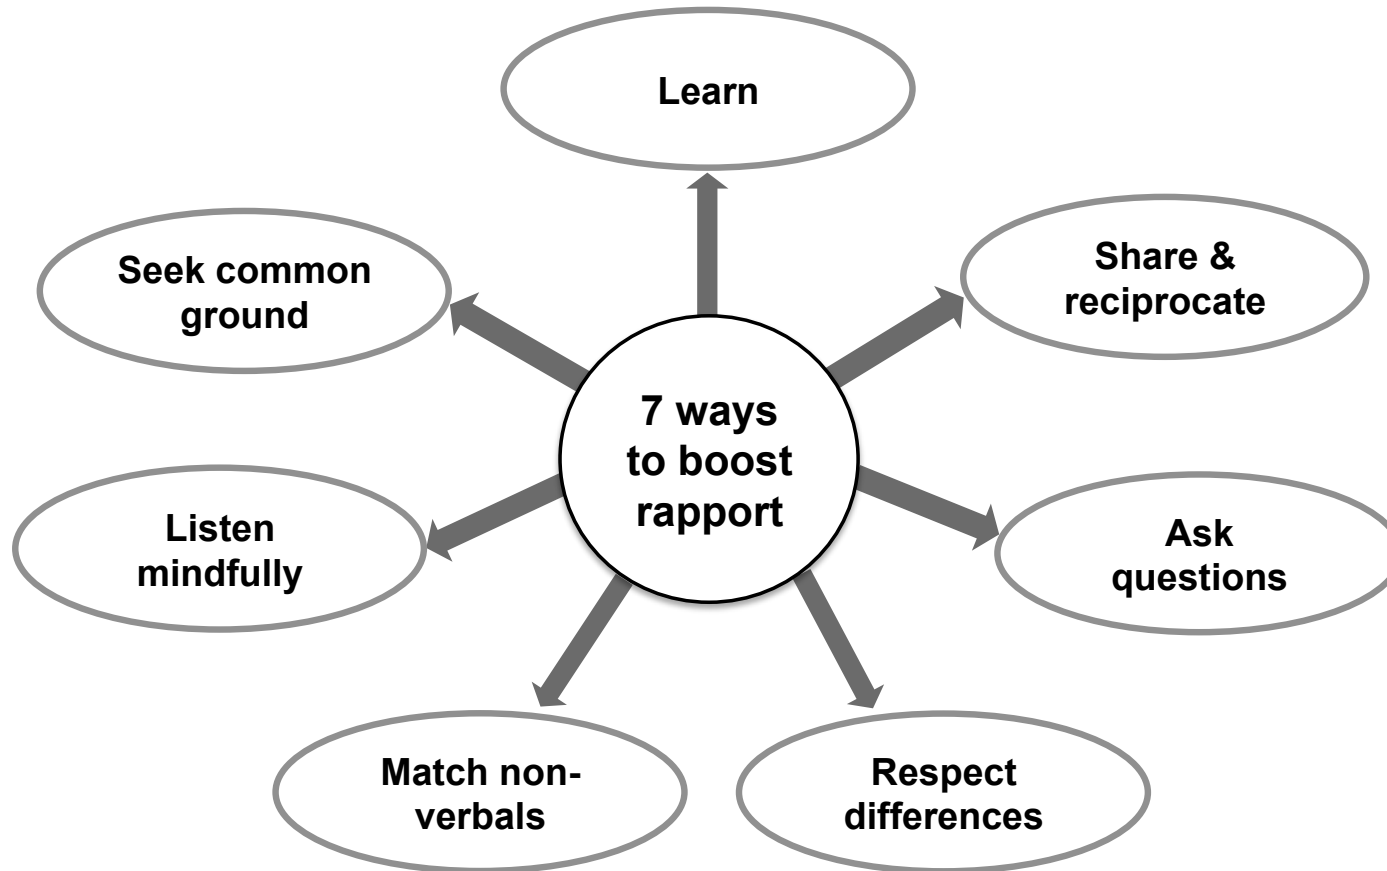 Learn
Seek common
ground
Share &
reciprocate
7 ways
to boost
rapport
Listen
mindfully
Ask
questions
Match non-
verbals
Respect
differences